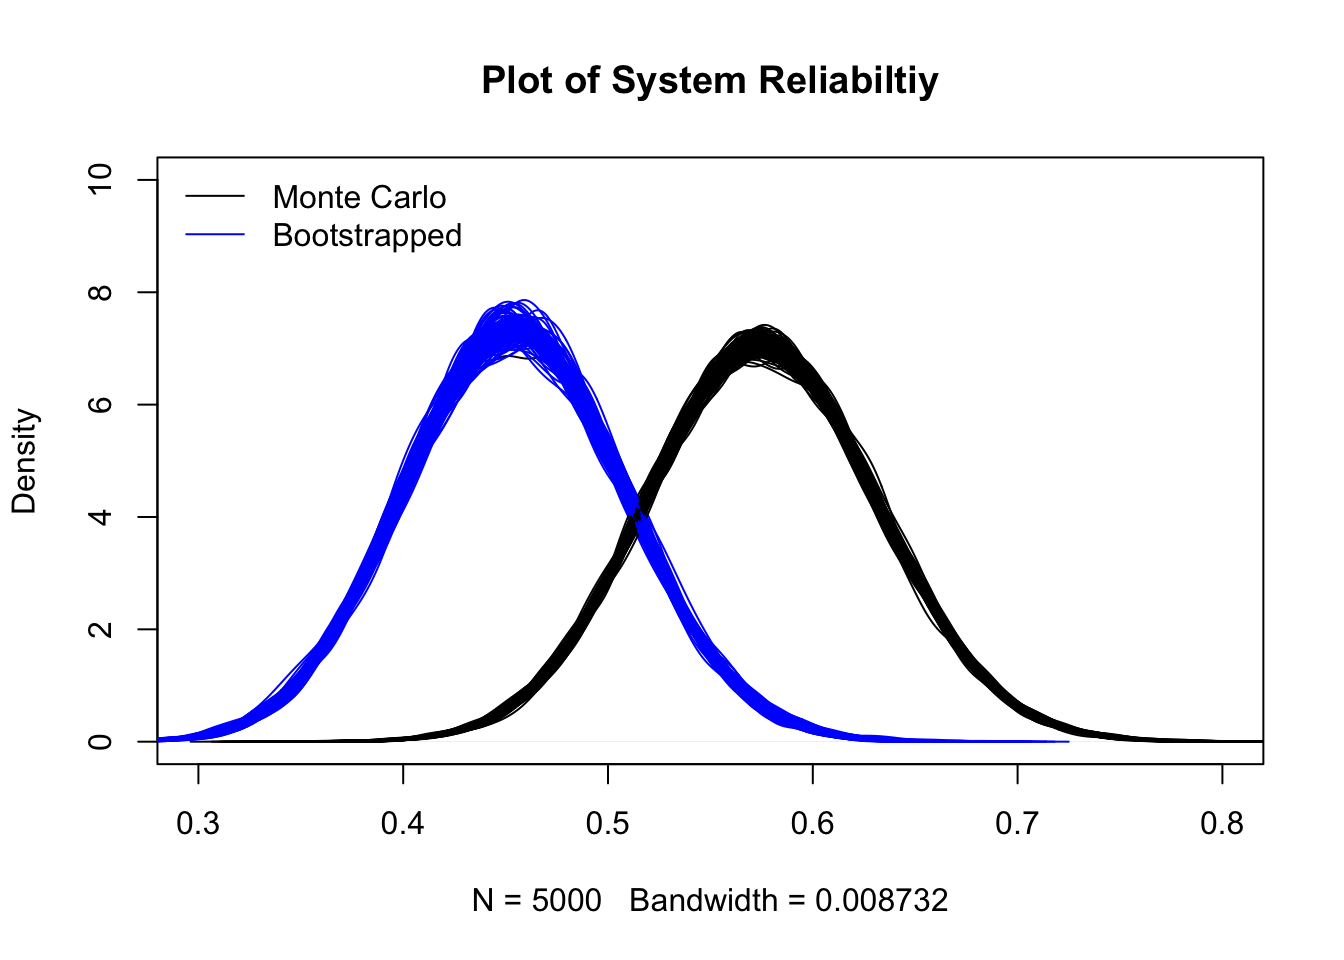 Plot of System Reliabiltiy
Monte Carlo
Bootstrapped
Density
10
8
6
4
2
0
0.3 0.4 0.5 0.6 0.7 0.8
N = 5000 Bandwidth = 0.008732